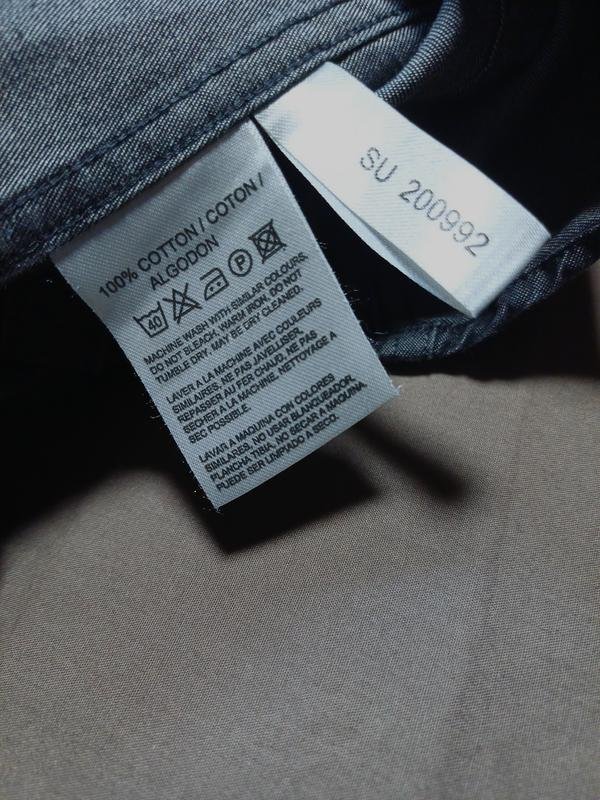 100% COTTON / COTON /
ALGODON
40 P
MACHINE WASH WITH SIMILAR COLOURS.
DO NOT BLEACH, WARM IRON, DO NOT
TUMBLE DRY, MAY BE DRY CLEANED.
LAVER A LA MACHINE AVEC COULEURS
SIMILAIRES, NE PAS JAVELISER,
REPASSER AU FER CHAUD, NE PAS
SECHER A LA MACHINE, NETTOYAGE A
SEC POSSIBLE.
LAVAR A MAQUINA CON COLORES
SIMILARES, NO USAR BLANQUEADOR,
PLANCHA TIBIA, NO SECAR A MAQUINA,
PUEDE SER LIMPIADO A SECO.
SU 200992